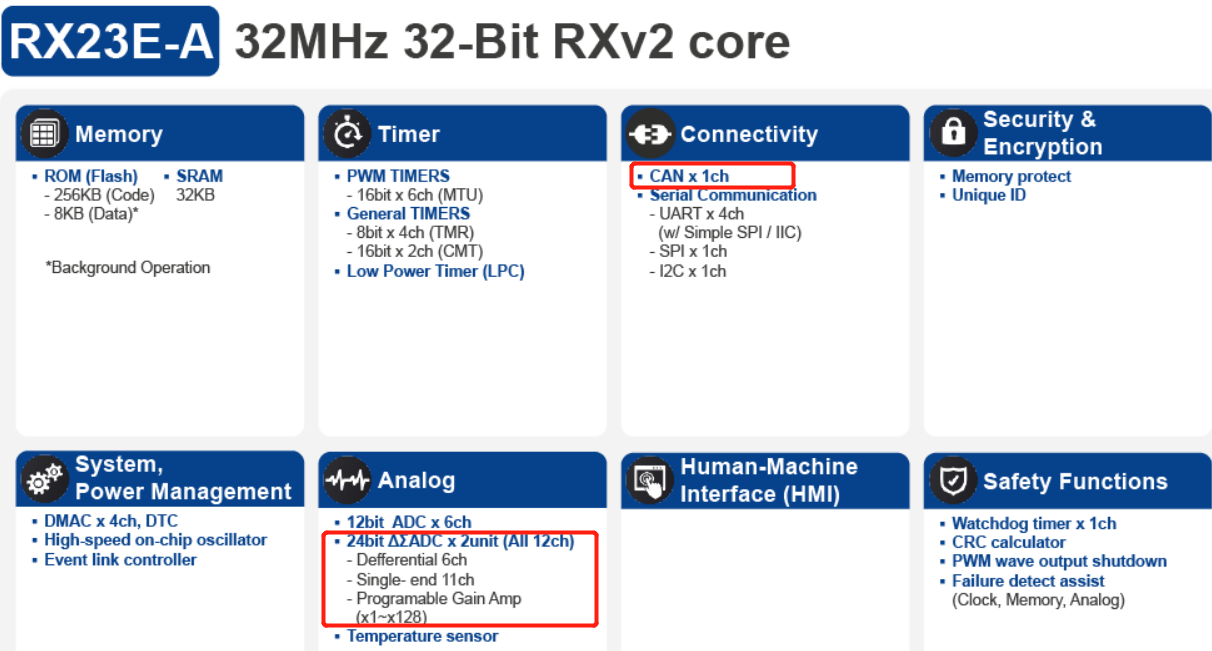 RX23E-A 32MHz 32-Bit RXv2 core
Memory
▪ ROM (Flash) ▪ SRAM
- 256KB (Code) 32KB
- 8KB (Data)*
*Background Operation
Timer
▪ PWM TIMERS
- 16bit x 6ch (MTU)
▪ General TIMERS
- 8bit x 4ch (TMR)
- 16bit x 2ch (CMT)
▪ Low Power Timer (LPC)
Connectivity
▪ CAN x 1ch
▪ Serial Communication
- UART x 4ch
(w/ Simple SPI / IIC)
- SPI x 1ch
- I2C x 1ch
Security &
Encryption
▪ Memory protect
▪ Unique ID
System,
Power Management
▪ DMAC x 4ch, DTC
▪ High-speed on-chip oscillator
▪ Event link controller
Analog
▪ 12bit ADC x 6ch
▪ 24bit ΔΣADC x 2unit (All 12ch)
- Defferential 6ch
- Single- end 11ch
- Programable Gain Amp
(x1~x128)
▪ Temperature sensor
Human-Machine
Interface (HMI)
Safety Functions
▪ Watchdog timer x 1ch
▪ CRC calculator
▪ PWM wave output shutdown
▪ Failure detect assist
(Clock, Memory, Analog)